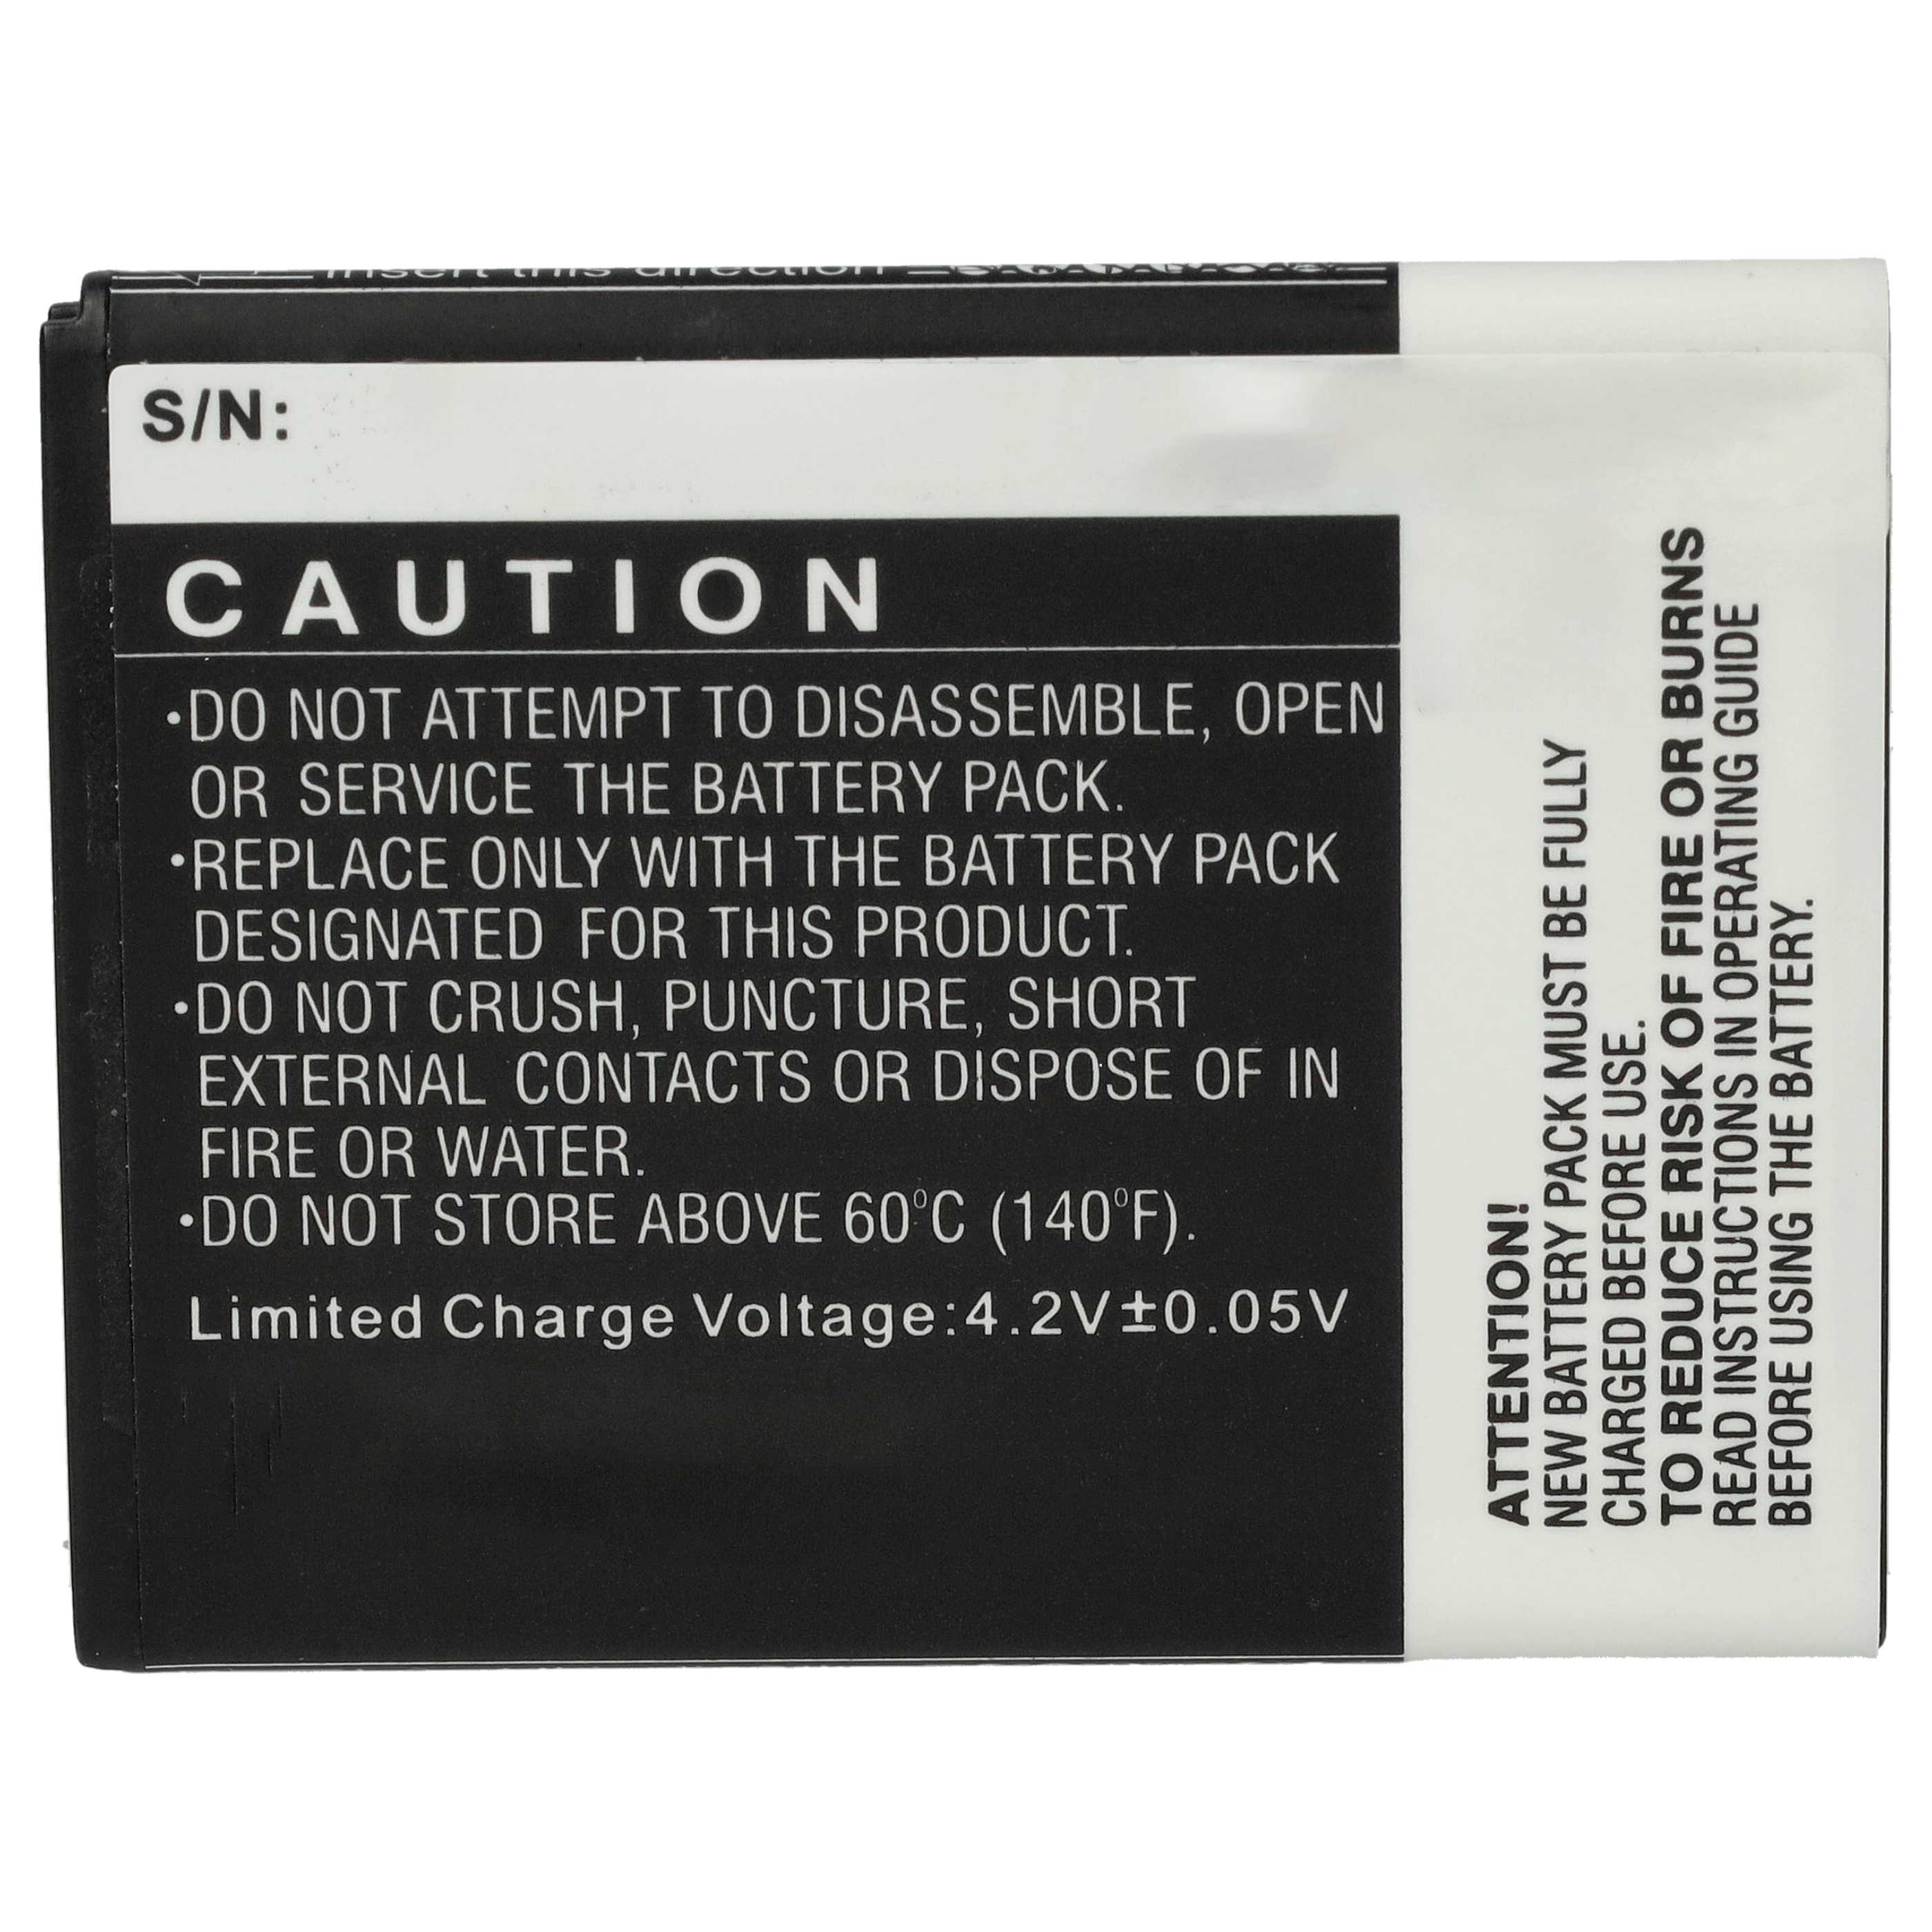 Insert this direction
S/N:
CAUTION
•DO NOT ATTEMPT TO DISASSEMBLE, OPEN
OR SERVICE THE BATTERY PACK.
•REPLACE ONLY WITH THE BATTERY PACK
DESIGNATED FOR THIS PRODUCT.
•DO NOT CRUSH, PUNCTURE, SHORT
EXTERNAL CONTACTS OR DISPOSE OF IN
FIRE OR WATER.
•DO NOT STORE ABOVE 60°C (140°F).
Limited Charge Voltage:4.2V±0.05V
ATTENTION!
NEW BATTERY PACK MUST BE FULLY
CHARGED BEFORE USE.
TO REDUCE RISK OF FIRE OR BURNS
READ INSTRUCTIONS IN OPERATING GUIDE
BEFORE USING THE BATTERY.